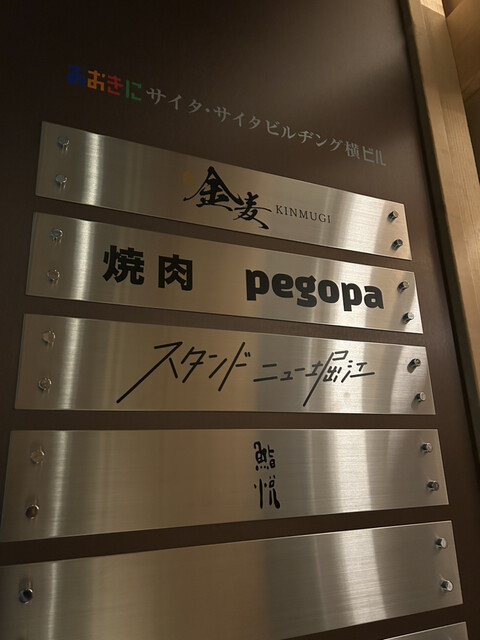 おおきにサイタ・サイタビルヂング横ビル
金麦 KINMUGI
焼肉 pegopa
スタンドニュー堀江
鮨
悦